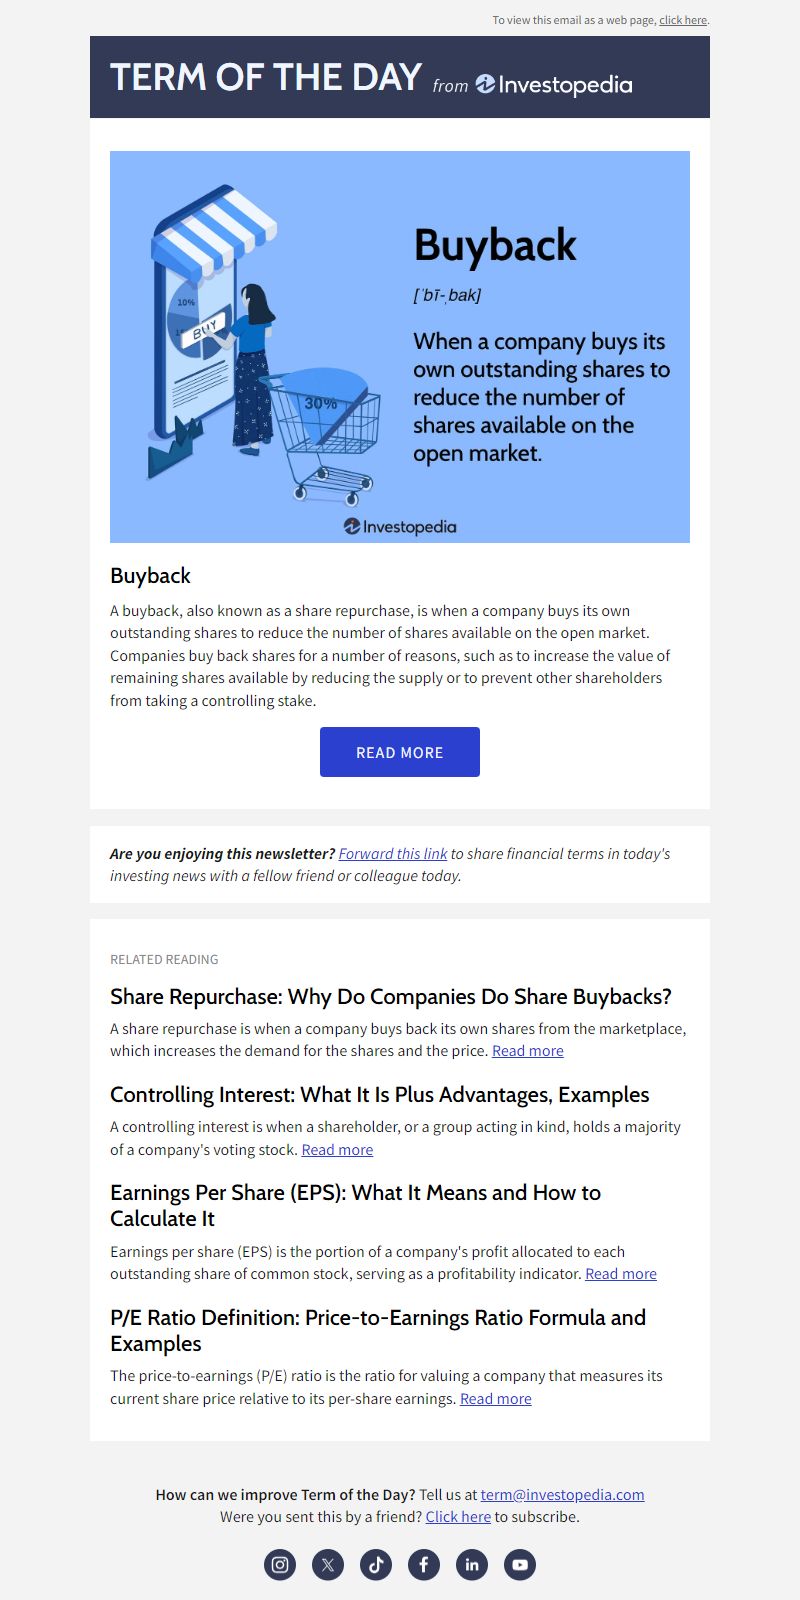 To view this email as a web page, click here.
TERM OF THE DAY from Investopedia
10%
BUY
30%
Buyback
[ˈbī-ˌbak]
When a company buys its
own outstanding shares to
reduce the number of
shares available on the
open market.
Investopedia
Buyback
A buyback, also known as a share repurchase, is when a company buys its own
outstanding shares to reduce the number of shares available on the open market.
Companies buy back shares for a number of reasons, such as to increase the value of
remaining shares available by reducing the supply or to prevent other shareholders
from taking a controlling stake.
READ MORE
Are you enjoying this newsletter? Forward this link to share financial terms in today's
investing news with a fellow friend or colleague today.
RELATED READING
Share Repurchase: Why Do Companies Do Share Buybacks?
A share repurchase is when a company buys back its own shares from the marketplace,
which increases the demand for the shares and the price. Read more
Controlling Interest: What It Is Plus Advantages, Examples
A controlling interest is when a shareholder, or a group acting in kind, holds a majority
of a company's voting stock. Read more
Earnings Per Share (EPS): What It Means and How to
Calculate It
Earnings per share (EPS) is the portion of a company's profit allocated to each
outstanding share of common stock, serving as a profitability indicator. Read more
P/E Ratio Definition: Price-to-Earnings Ratio Formula and
Examples
The price-to-earnings (P/E) ratio is the ratio for valuing a company that measures its
current share price relative to its per-share earnings. Read more
How can we improve Term of the Day? Tell us at term@investopedia.com
Were you sent this by a friend? Click here to subscribe.